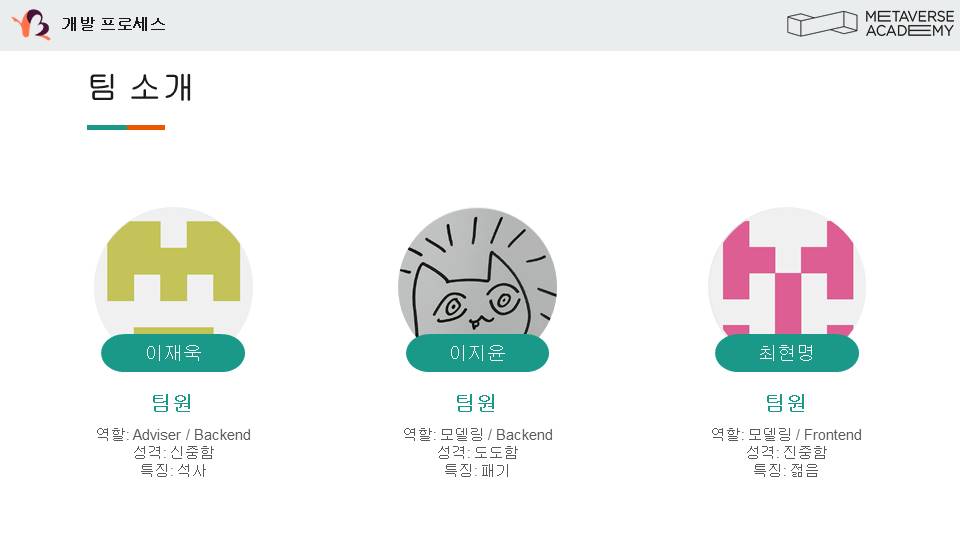 개발 프로세스
METAVERSE
ACADEMY
팀 소개
이재욱
팀원
역할: Adviser / Backend
성격: 신중함
특징: 석사
이지윤
팀원
역할: 모델링 / Backend
성격: 도도함
특징: 패기
최현명
팀원
역할: 모델링 / Frontend
성격: 진중함
특징: 젊음